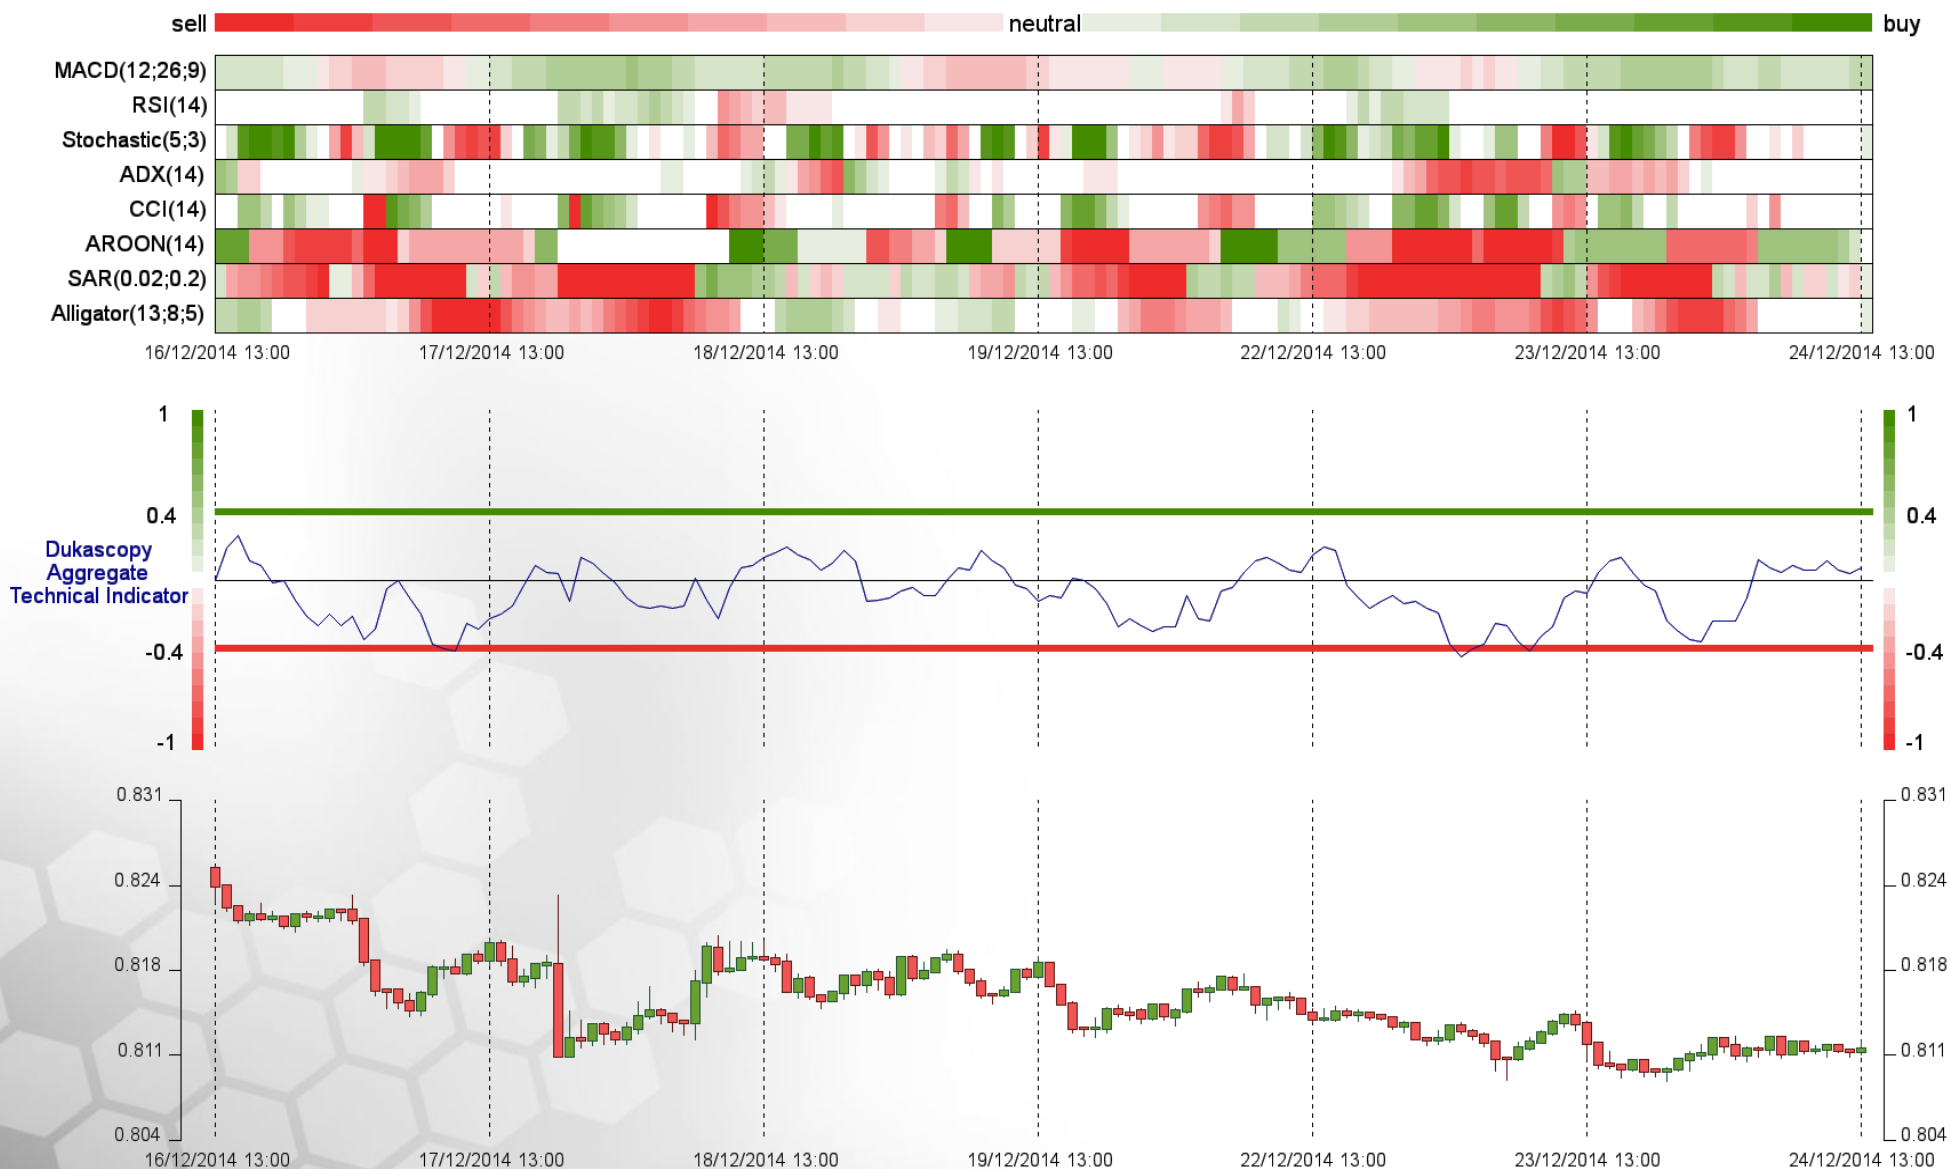 sell neutral buy
MACD(12;26;9)
RSI(14)
Stochastic(5;3)
ADX(14)
CCI(14)
AROON(14)
SAR(0.02;0.2)
Alligator(13;8;5)
16/12/2014 13:00 17/12/2014 13:00 18/12/2014 13:00 19/12/2014 13:00 22/12/2014 13:00 23/12/2014 13:00 24/12/2014 13:00
1 1
0.4 0.4
Dukascopy
Aggregate
Technical Indicator
-0.4 -0.4
-1 -1
0.831 0.831
0.824 0.824
0.818 0.818
0.811 0.811
0.804 0.804
16/12/2014 13:00 17/12/2014 13:00 18/12/2014 13:00 19/12/2014 13:00 22/12/2014 13:00 23/12/2014 13:00 24/12/2014 13:00